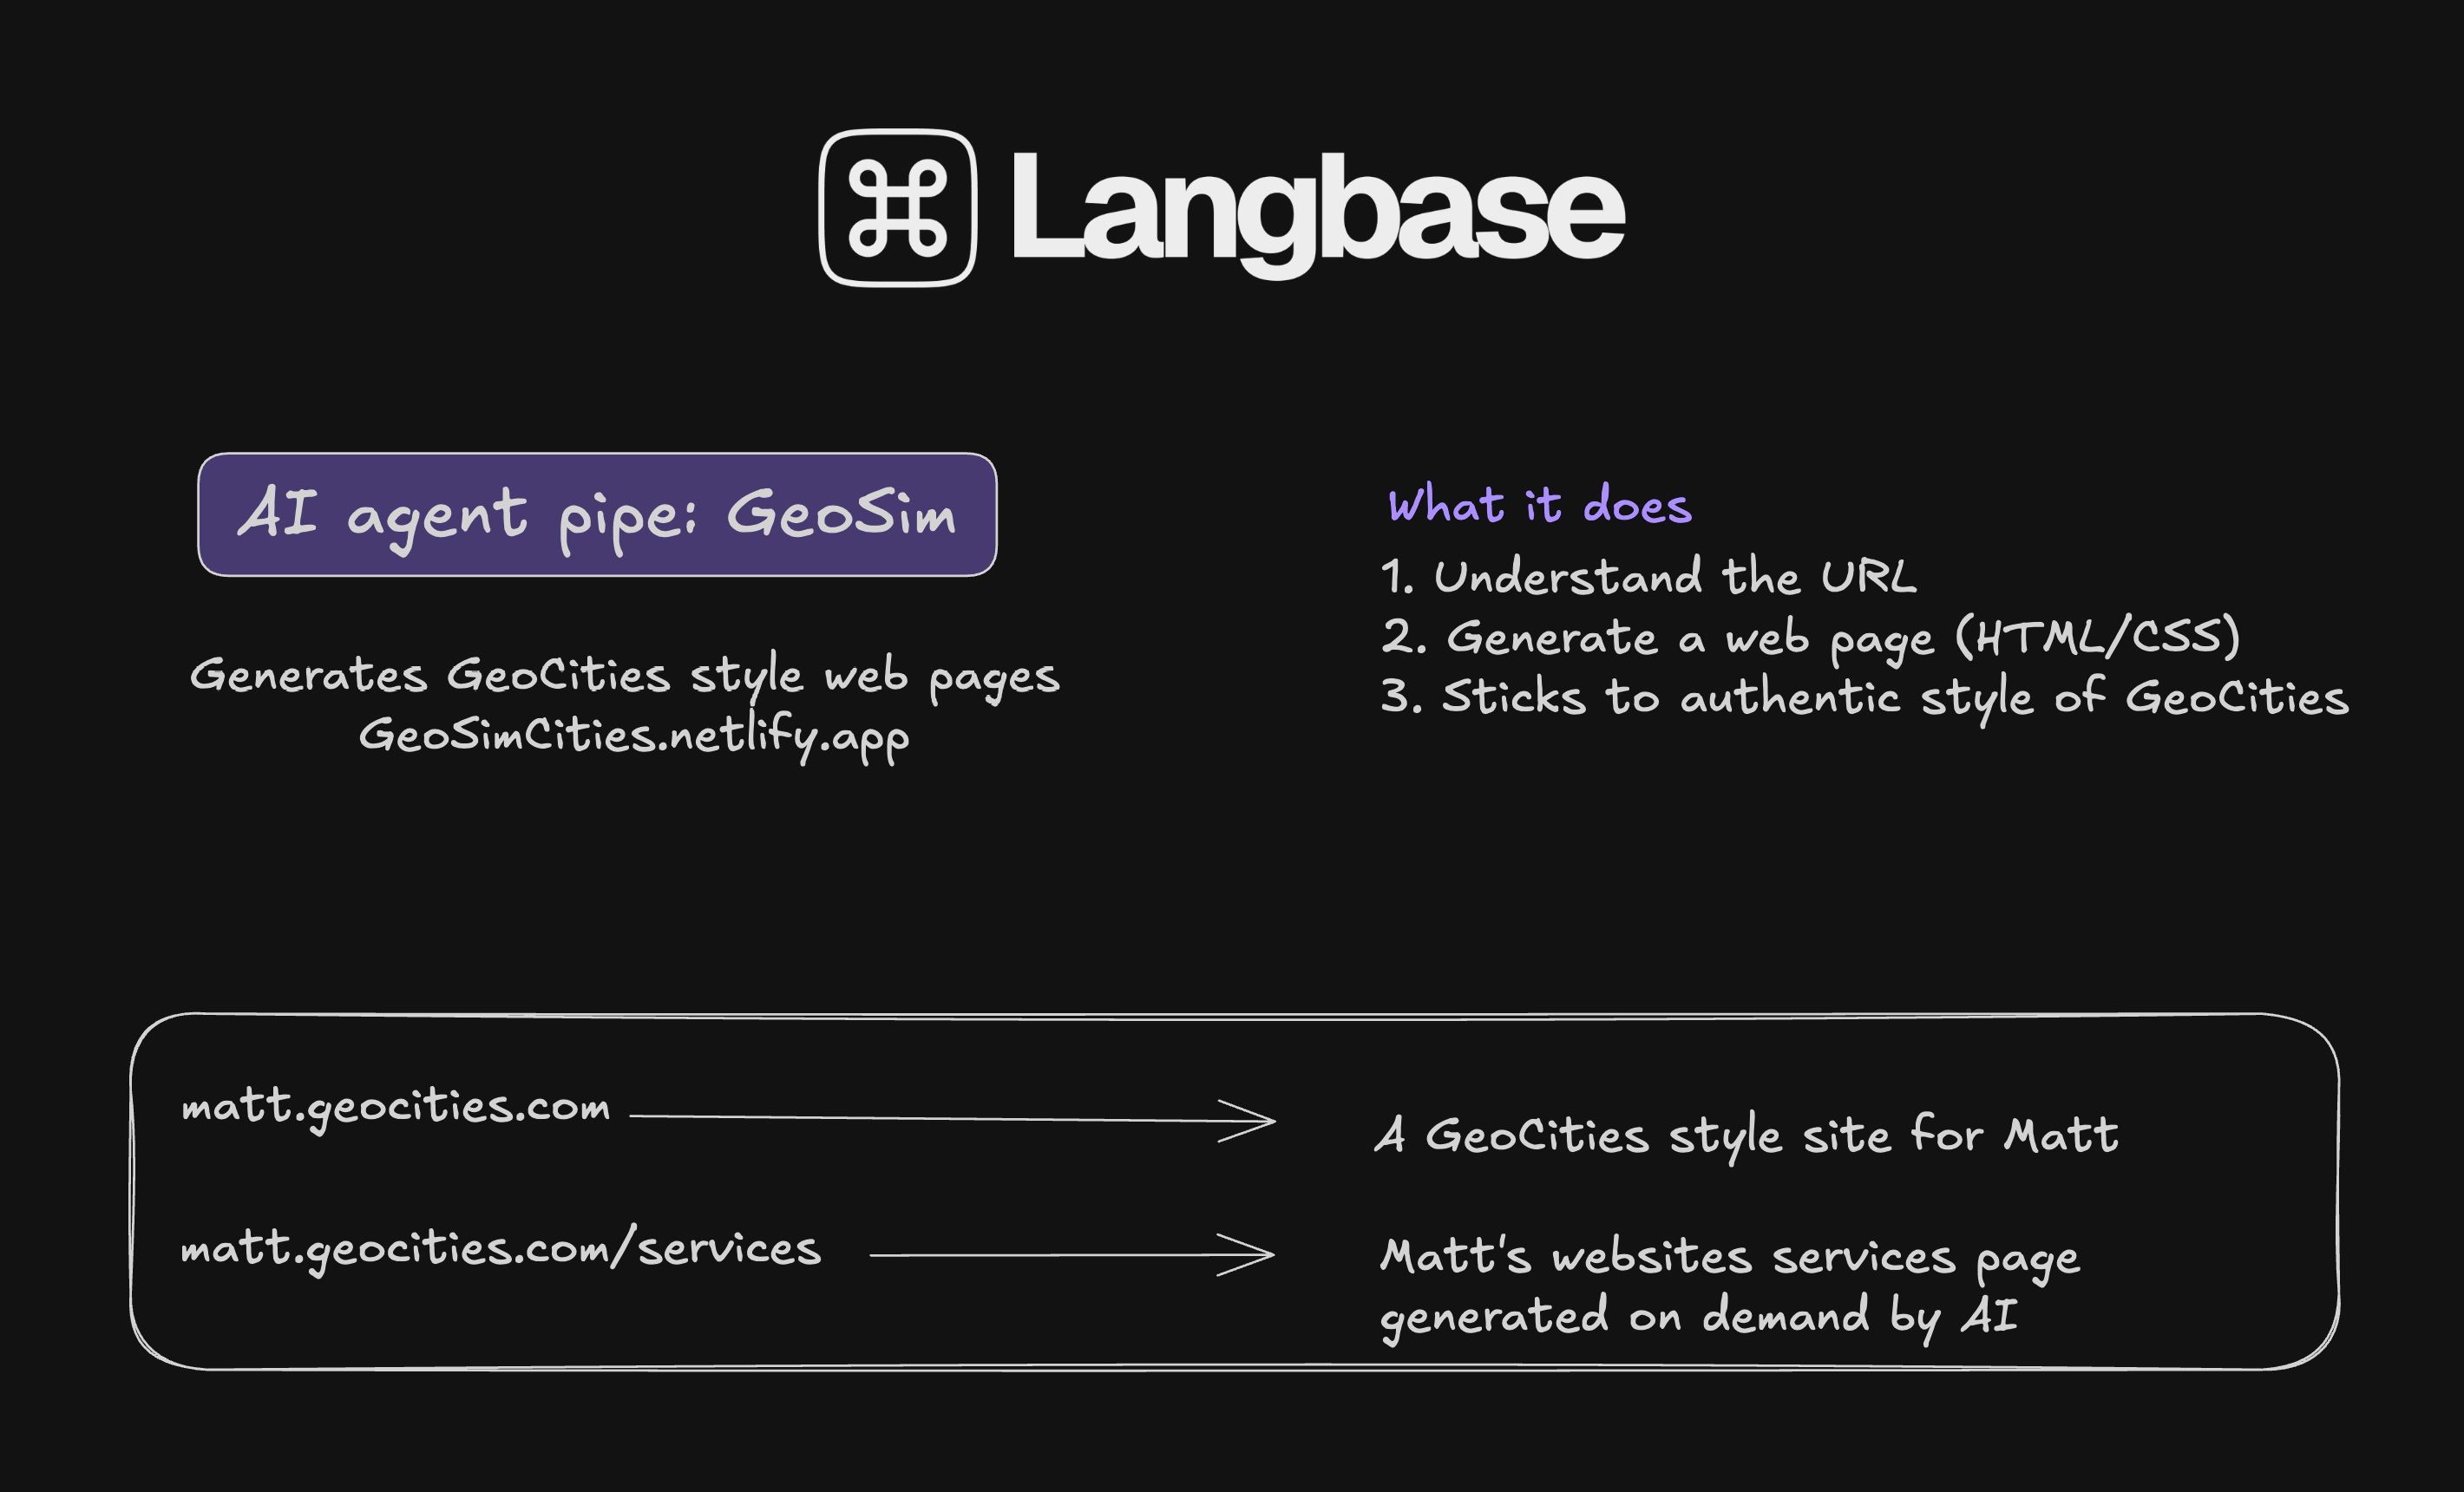 Langbase
AI agent pipe: GeoSim
Generates GeoCities style web pages
GeoSimCities.netlify.app
What it does
1. Understand the URL
2. Generate a web page (HTML/CSS)
3. Sticks to authentic style of GeoCities
matt.geocities.com
A GeoCities style site for Matt
matt.geocities.com/services
Matt's websites services page
generated on demand by AI